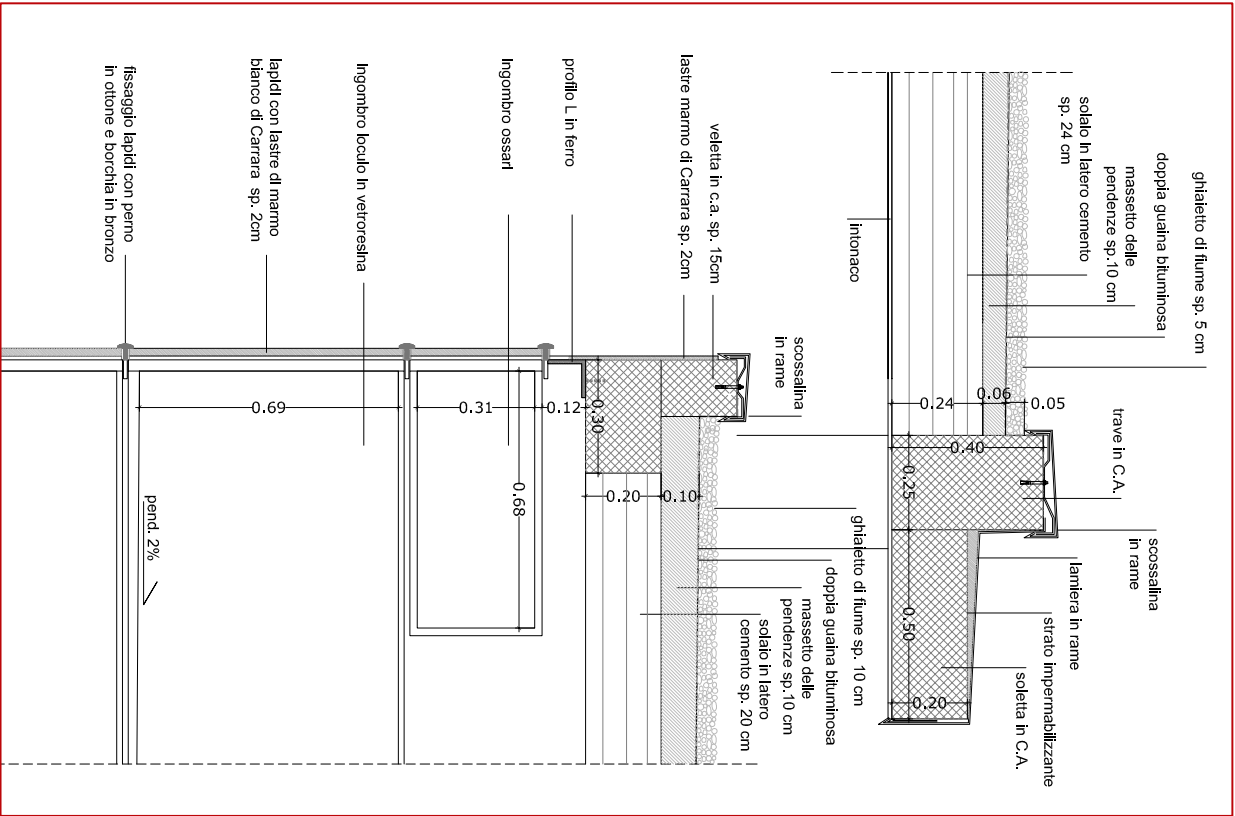 ghiaietto di fiume sp. 5 cm
doppia guaina bituminosa
massetto delle
pendenze sp.10 cm
solaio in latero cemento
sp. 24 cm
intonaco
trave in C.A.
scossalina
in rame
lamiera in rame
strato impermabilizzante
soletta in C.A.
0.05
0.06
0.24
0.40
0.25
0.50
0.20
scossalina
in rame
veletta in c.a. sp. 15cm
lastre marmo di Carrara sp. 2cm
profilo L in ferro
Ingombro ossari
Ingombro loculo in vetroresina
lapidi con lastre di marmo
bianco di Carrara sp. 2cm
fissaggio lapidi con perno
in ottone e borchia in bronzo
ghiaietto di fiume sp. 10 cm
doppia guaina bituminosa
massetto delle
pendenze sp.10 cm
solaio in latero
cemento sp. 20 cm
0.10
0.20
0.30
0.12
0.31
0.68
0.69
pend. 2%